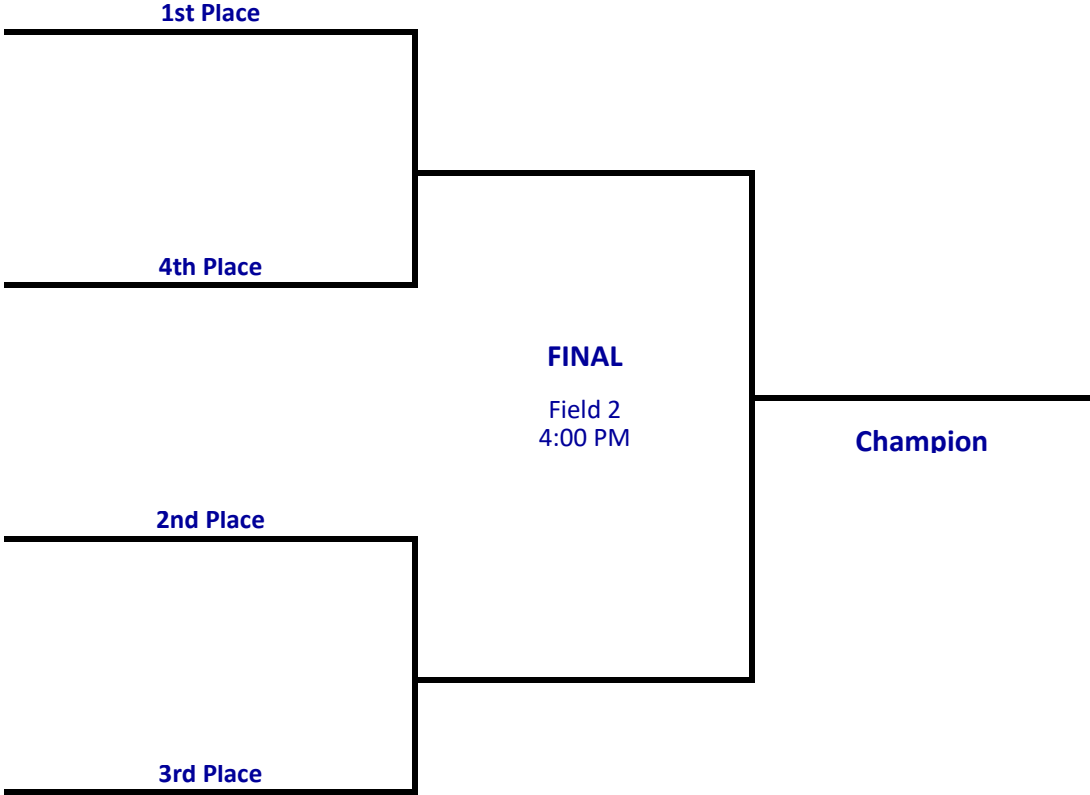 1st Place
4th Place
FINAL
Field 2
4:00 PM
Champion
2nd Place
3rd Place